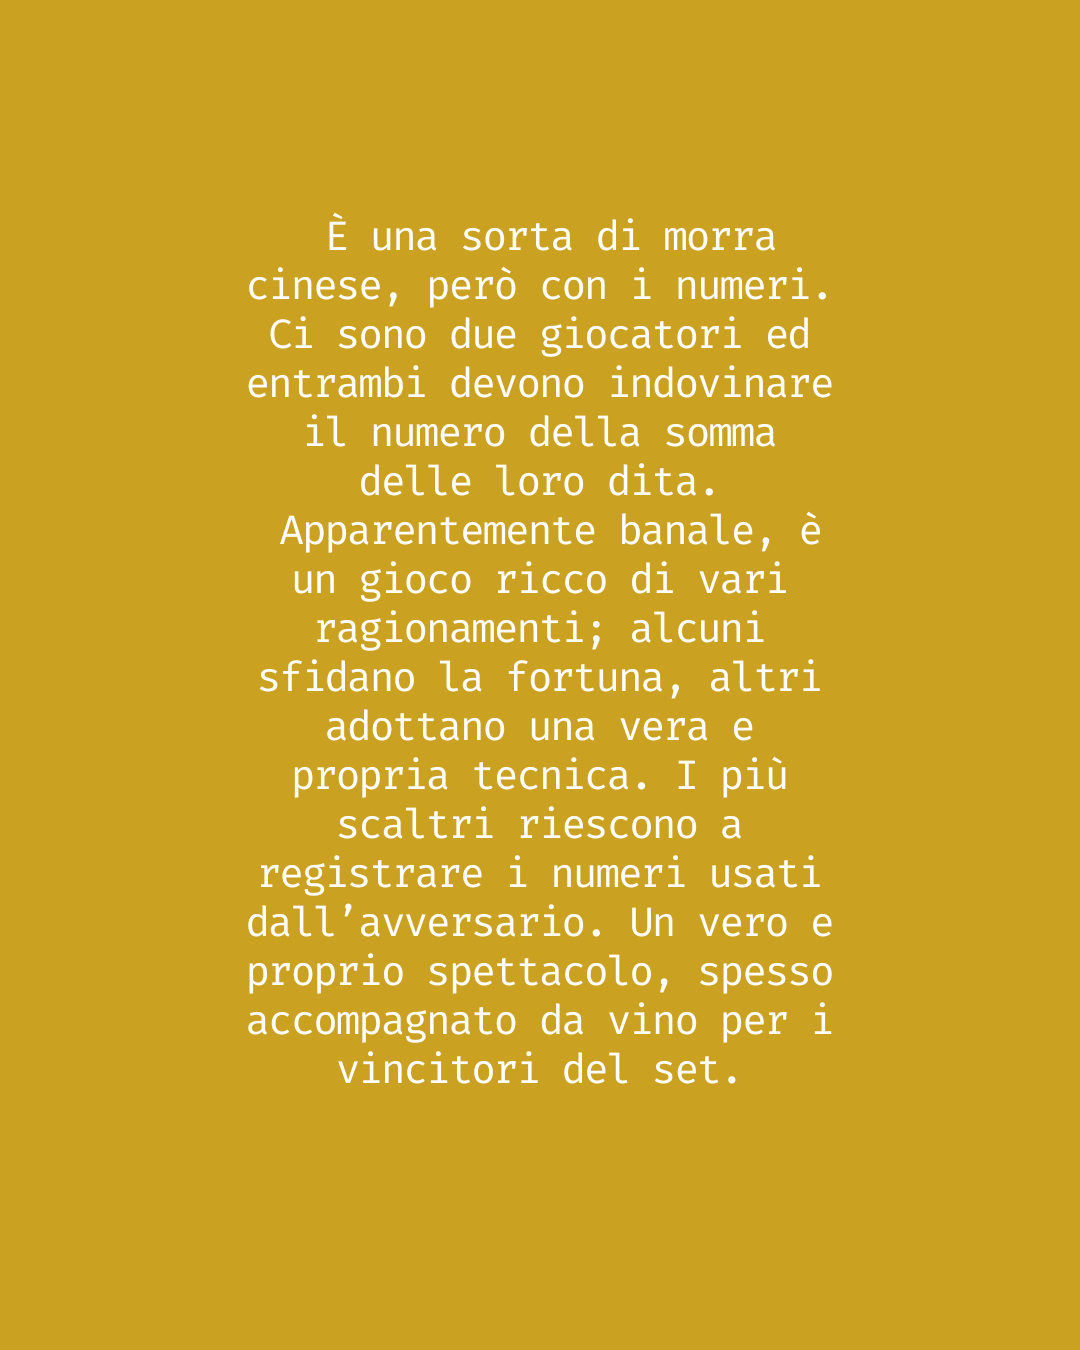 È una sorta di morra
cinese, però con i numeri.
Ci sono due giocatori ed
entrambi devono indovinare
il numero della somma
delle loro dita.
Apparentemente banale, è
un gioco ricco di vari
ragionamenti; alcuni
sfidano la fortuna, altri
adottano una vera e
propria tecnica. I più
scaltri riescono a
registrare i numeri usati
dall’avversario. Un vero e
proprio spettacolo, spesso
accompagnato da vino per i
vincitori del set.